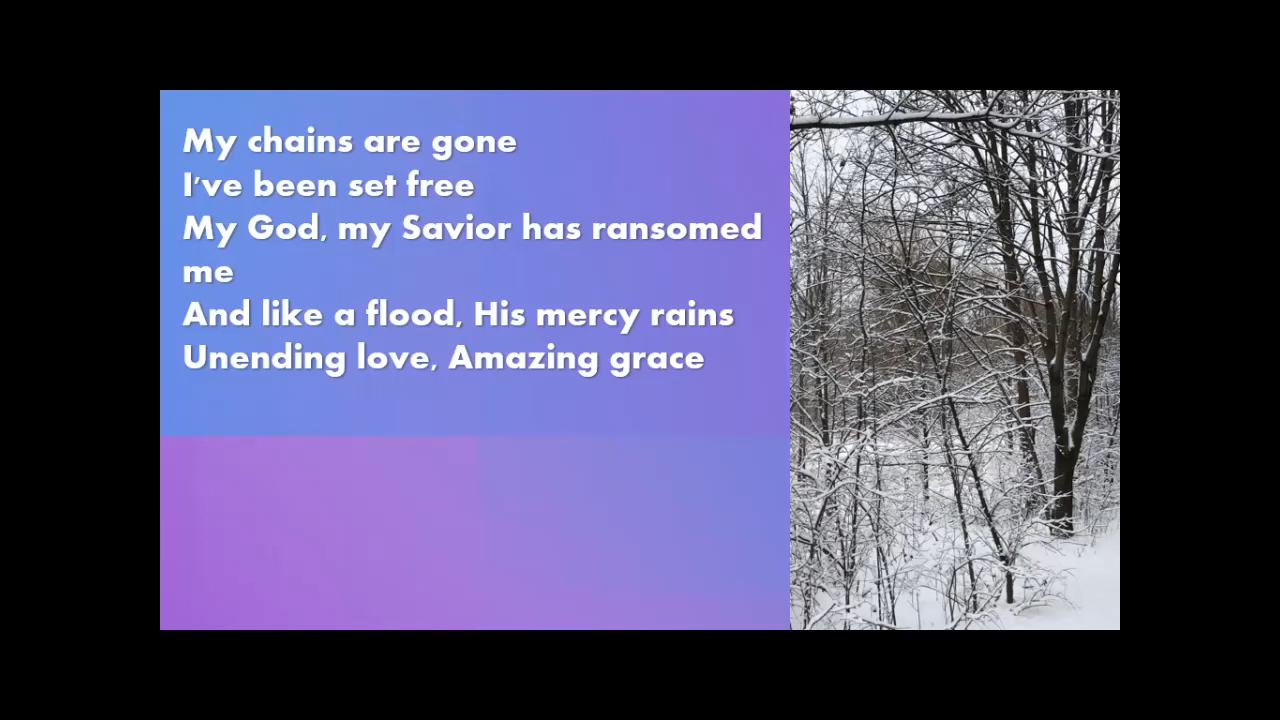 My chains are gone
I've been set free
My God, my Savior has ransomed
me
And like a flood, His mercy rains
Unending love, Amazing grace